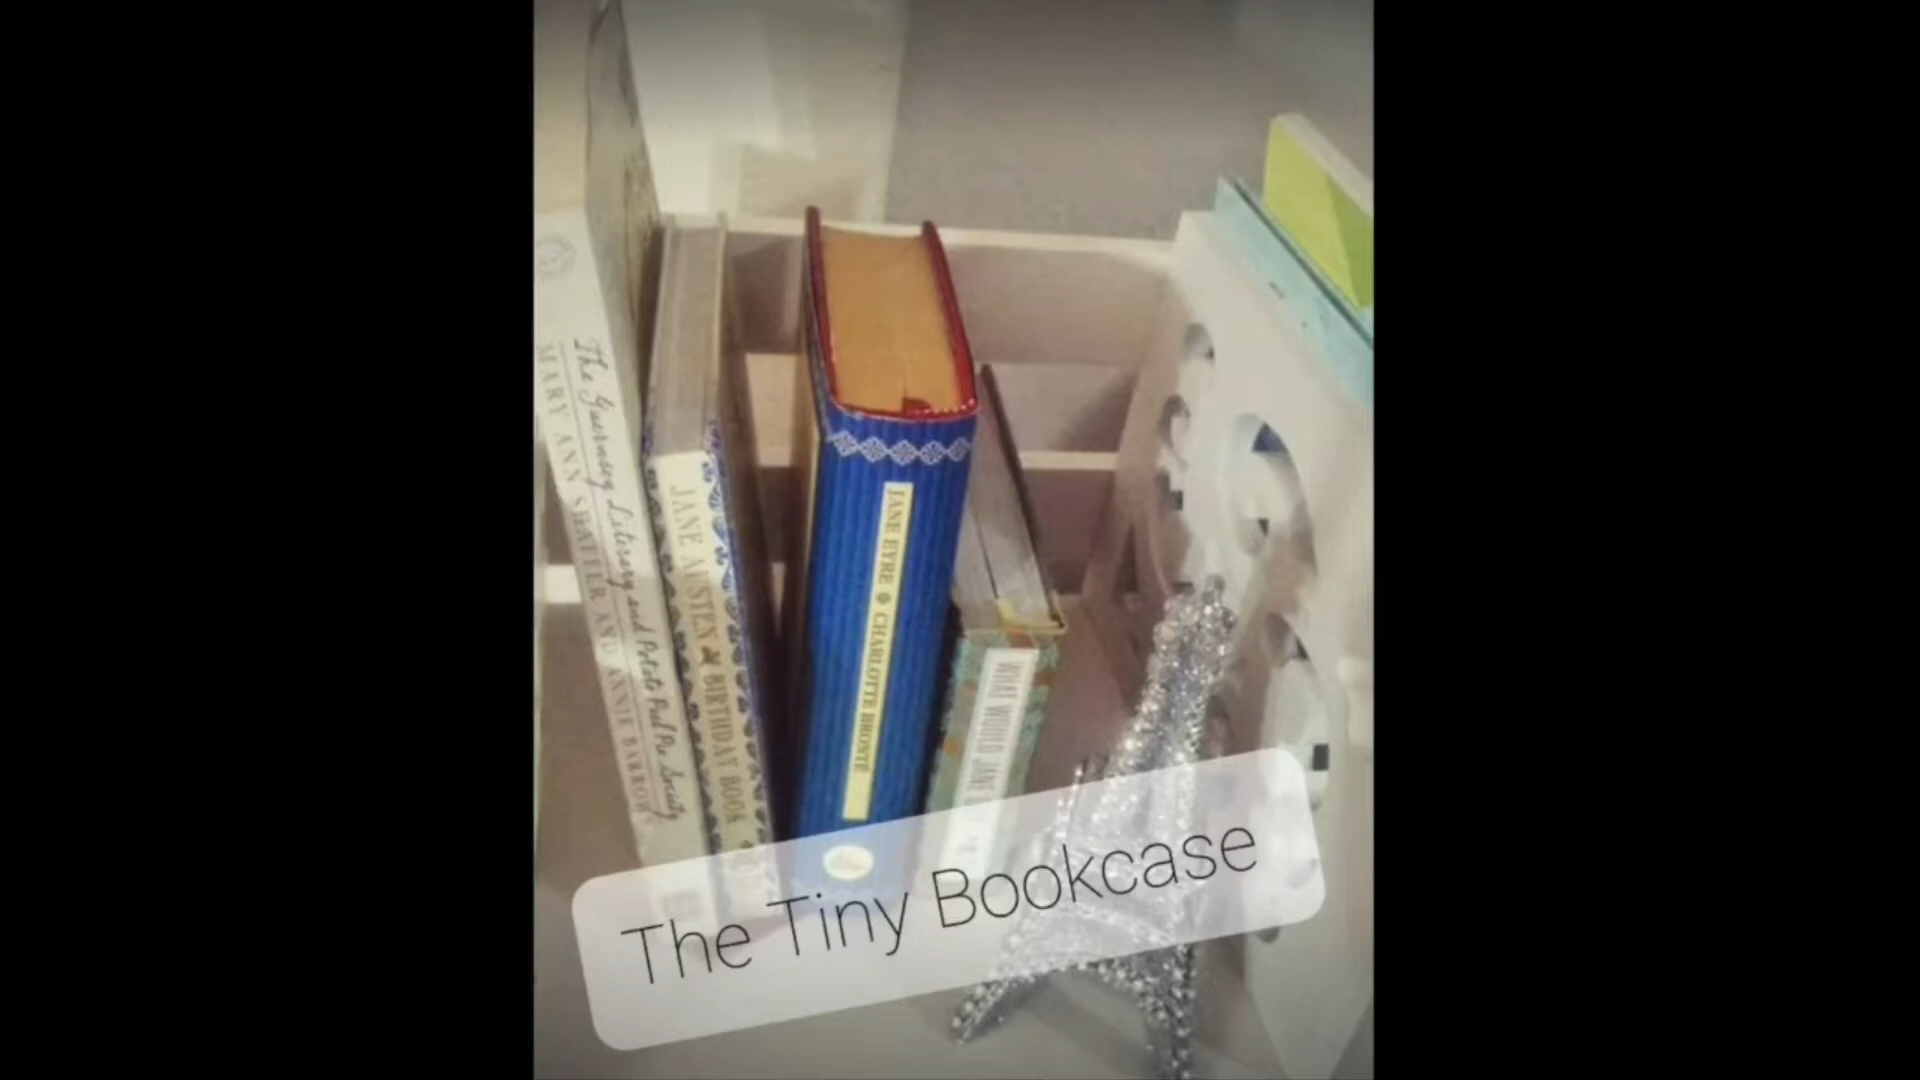 The Guernsey Literary and Potato Peel Pie Society
MARY ANN SHAFFER AND ANNIE BARROWS
JANE AUSTEN BIRTHDAY BOOK
JANE EYRE CHARLOTTE BRONTË
WHAT WOULD JANE
The Tiny Bookcase